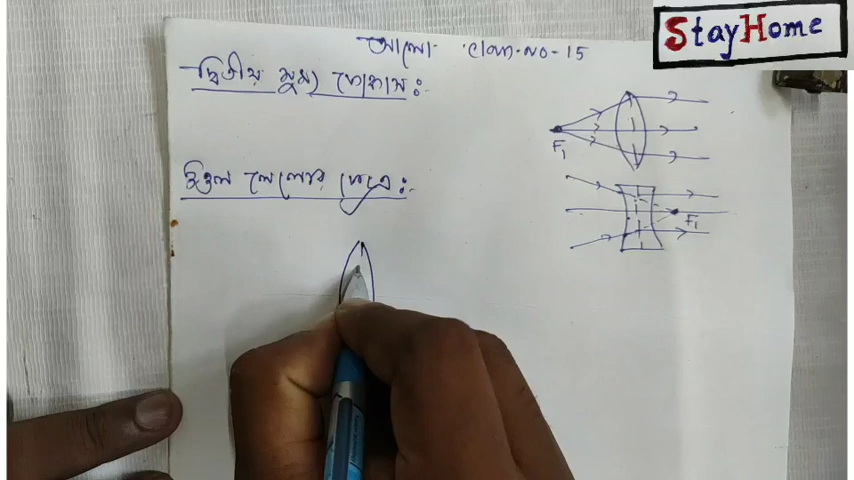 StayHome
আলো Class-NO-15
দ্বিতীয় মুখ্য ফোকাস:
উত্তল লেন্সের ক্ষেত্রে:
F₁
F₁